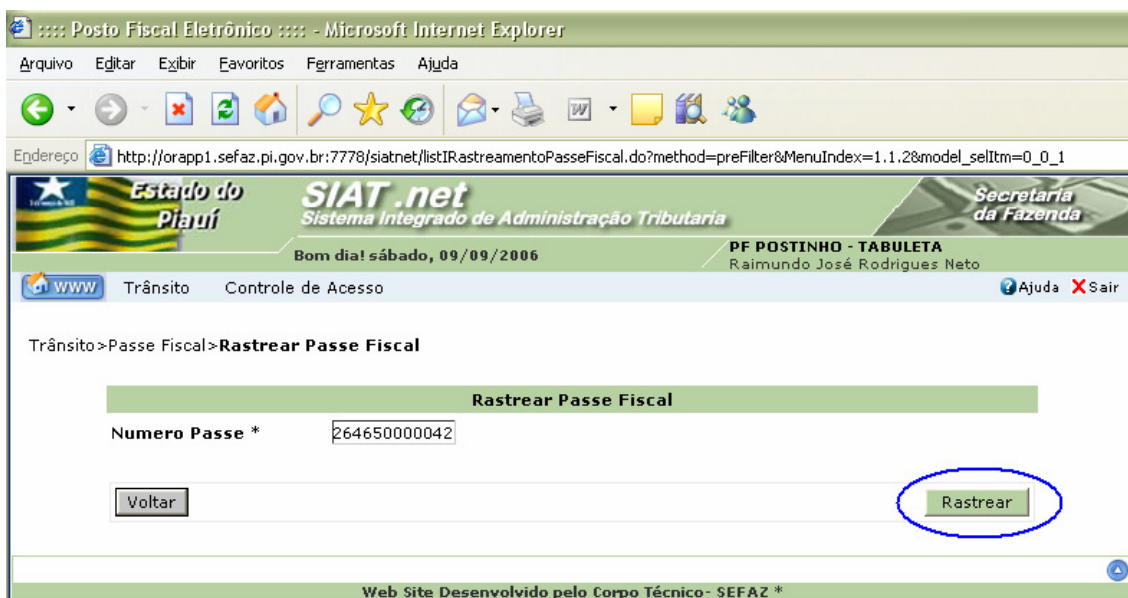 :::: Posto Fiscal Eletrônico :::: - Microsoft Internet Explorer
Arquivo Editar Exibir Favoritos Ferramentas Ajuda
W
Endereço http://orapp1.sefaz.pi.gov.br:7778/siatnet/listIRastreamentoPasseFiscal.do?method=preFilter&MenuIndex=1.1.2&model_selItm=0_0_1
Estado do Piauí
SIAT .net
Sistema Integrado de Administração Tributaria
Secretaria da Fazenda
Bom dia! sábado, 09/09/2006
PF POSTINHO - TABULETA
Raimundo José Rodrigues Neto
www Trânsito Controle de Acesso Ajuda Sair
Trânsito>Passe Fiscal>Rastrear Passe Fiscal
Rastrear Passe Fiscal
Numero Passe * 264650000042
Voltar Rastrear
Web Site Desenvolvido pelo Corpo Técnico- SEFAZ *